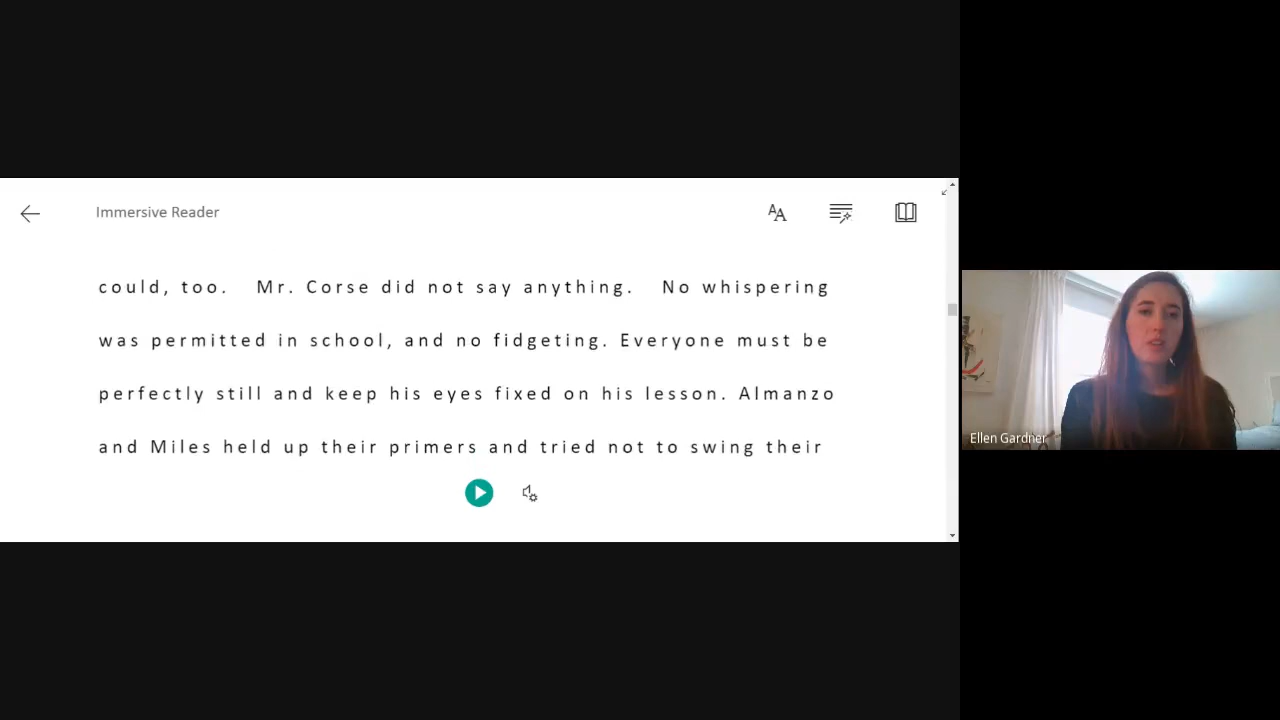 Immersive Reader
could, too. Mr. Corse did not say anything. No whispering
was permitted in school, and no fidgeting. Everyone must be
perfectly still and keep his eyes fixed on his lesson. Almanzo
and Miles held up their primers and tried not to swing their
Ellen Gardner